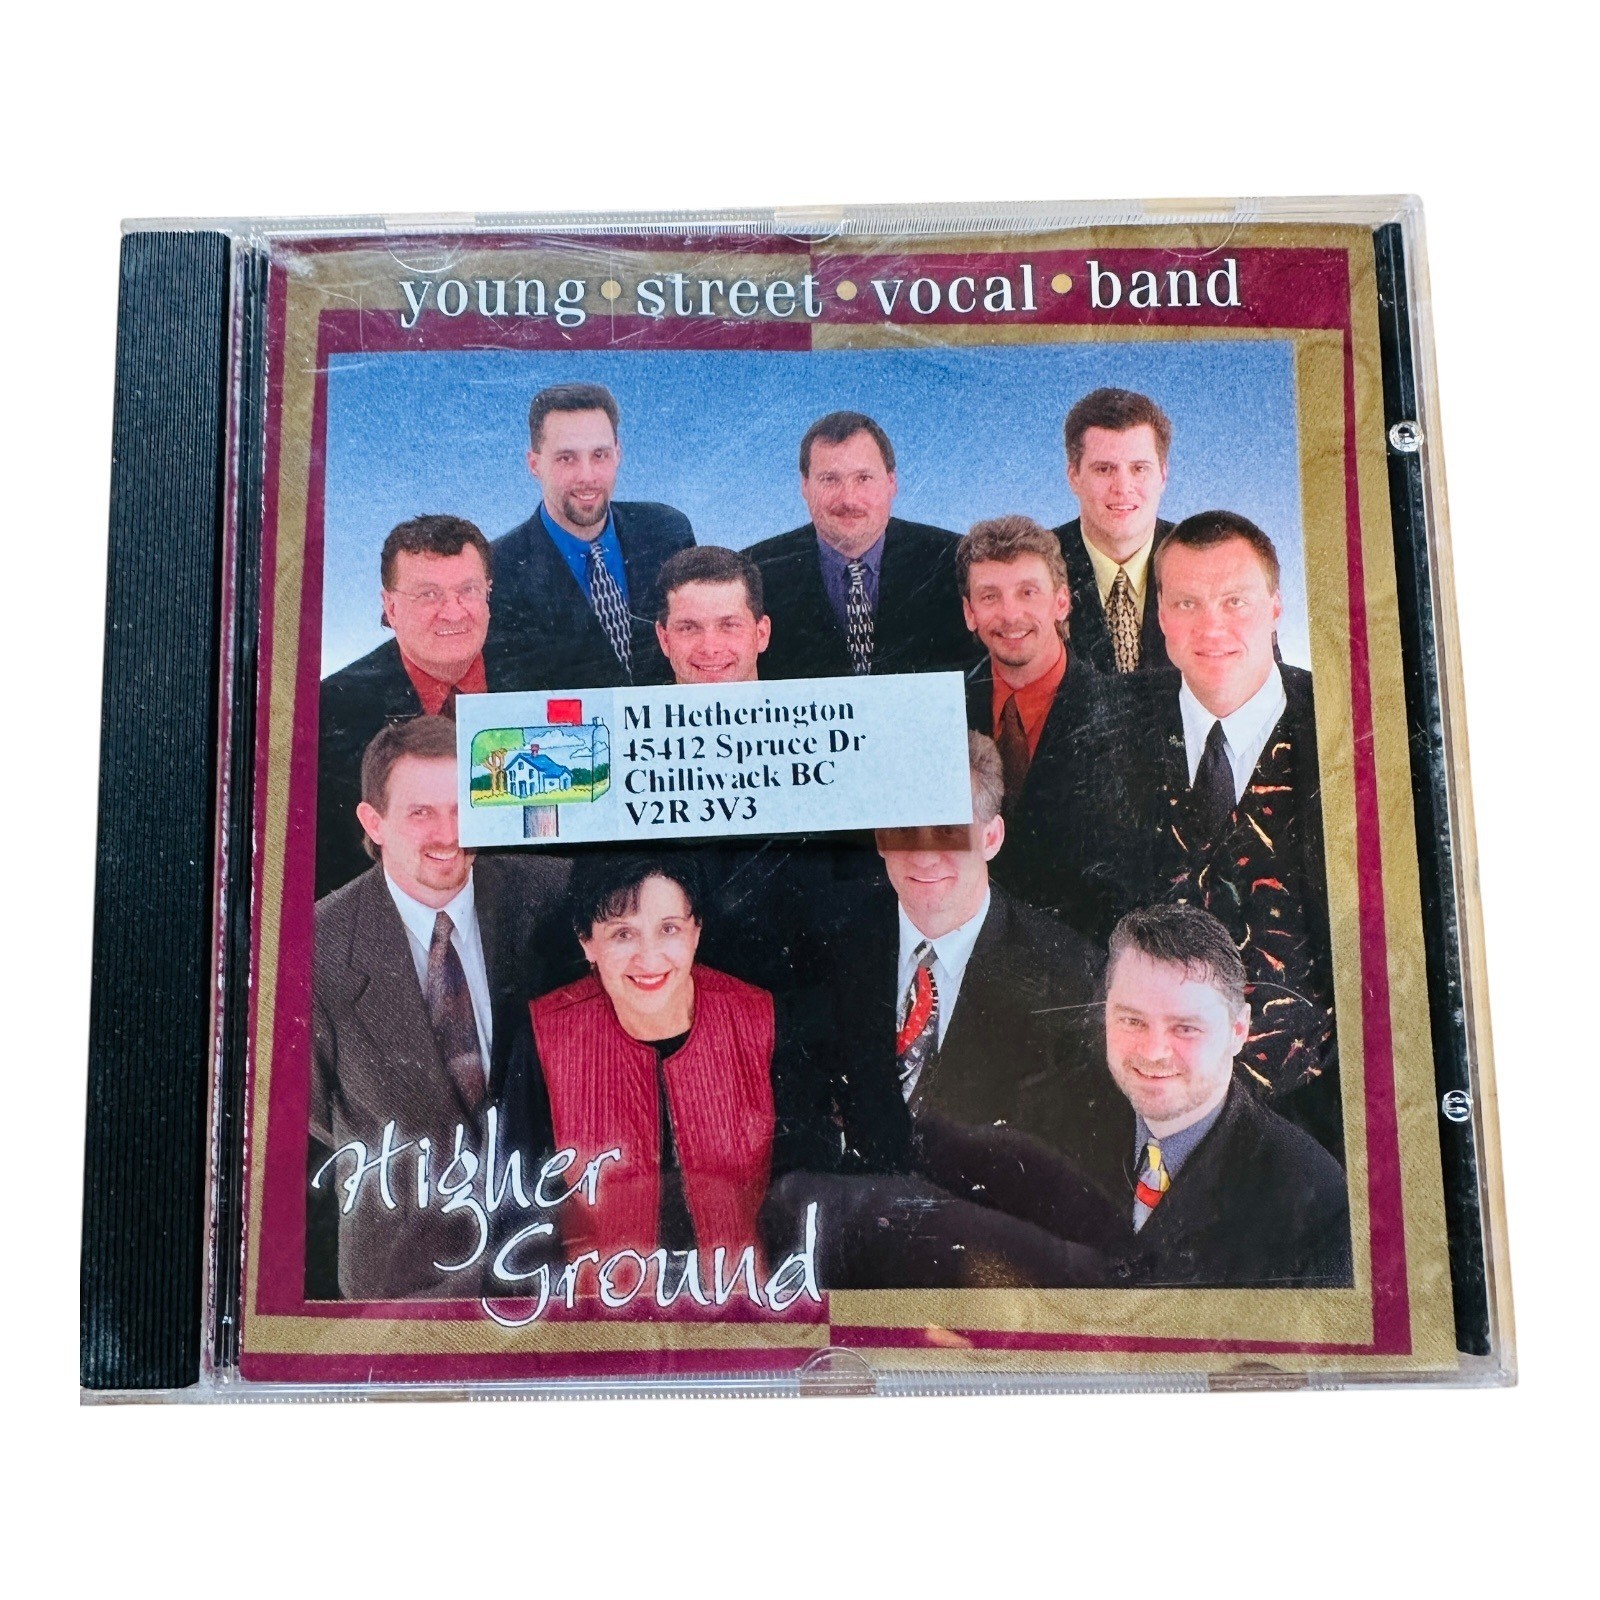 young • street • vocal • band
M Hetherington
45412 Spruce Dr
Chilliwack BC
V2R 3V3
Higher
Ground